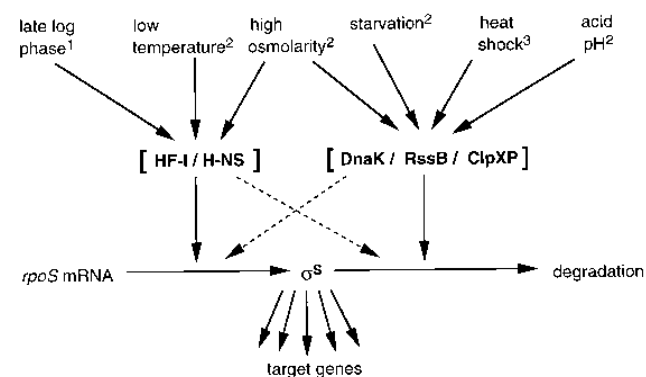 late log
phase¹
low
temperature²
high
osmolarity²
starvation²
heat
shock³
acid
pH²
[ HF-I / H-NS ]
[ DnaK / RssB / ClpXP ]
rpoS mRNA
σˢ
degradation
target genes